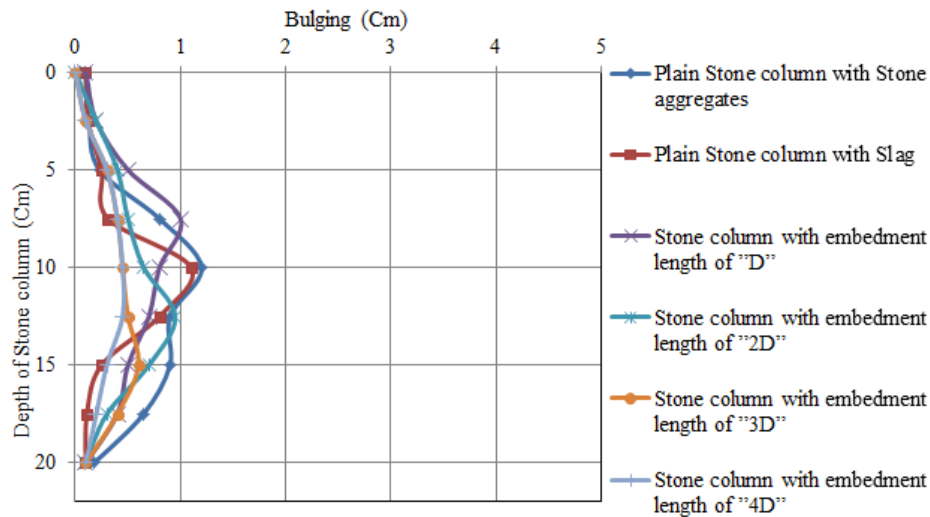 Bulging (Cm)
0 1 2 3 4 5
Depth of Stone column (Cm)
0
5
10
15
20
Plain Stone column with Stone
aggregates
Plain Stone column with Slag
Stone column with embedment
length of ”D”
Stone column with embedment
length of ”2D”
Stone column with embedment
length of ”3D”
Stone column with embedment
length of ”4D”